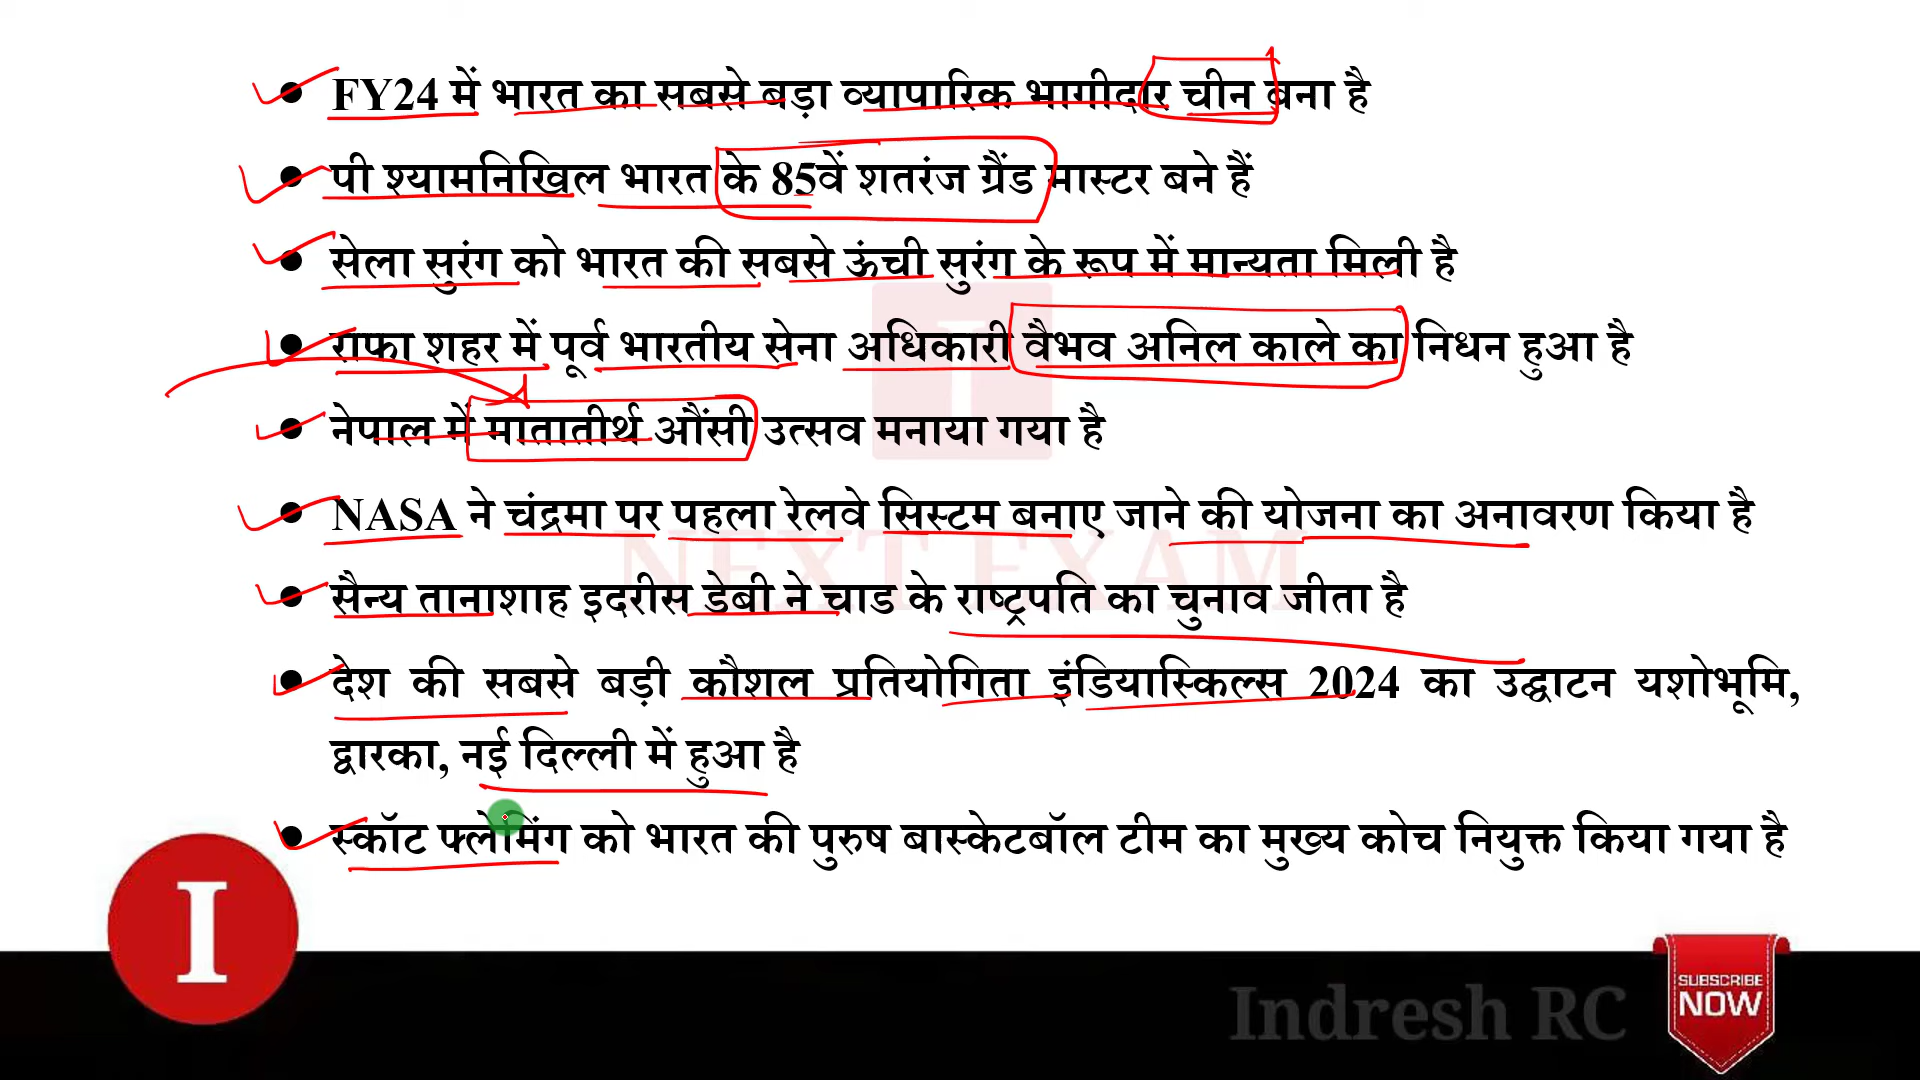 • FY24 में भारत का सबसे बड़ा व्यापारिक भागीदार चीन बना है
• पी श्यामनिखिल भारत के 85वें शतरंज ग्रैंड मास्टर बने हैं
• सेला सुरंग को भारत की सबसे ऊंची सुरंग के रूप में मान्यता मिली है
• राफा शहर में पूर्व भारतीय सेना अधिकारी वैभव अनिल काले का निधन हुआ है
• नेपाल में मातातीर्थ औंसी उत्सव मनाया गया है
• NASA ने चंद्रमा पर पहला रेलवे सिस्टम बनाए जाने की योजना का अनावरण किया है
• सैन्य तानाशाह इदरीस डेबी ने चाड के राष्ट्रपति का चुनाव जीता है
• देश की सबसे बड़ी कौशल प्रतियोगिता इंडियास्किल्स 2024 का उद्घाटन यशोभूमि,
द्वारका, नई दिल्ली में हुआ है
• स्कॉट फ्लेमिंग को भारत की पुरुष बास्केटबॉल टीम का मुख्य कोच नियुक्त किया गया है
I
NEXT EXAM
I
Indresh RC
SUBSCRIBE
NOW